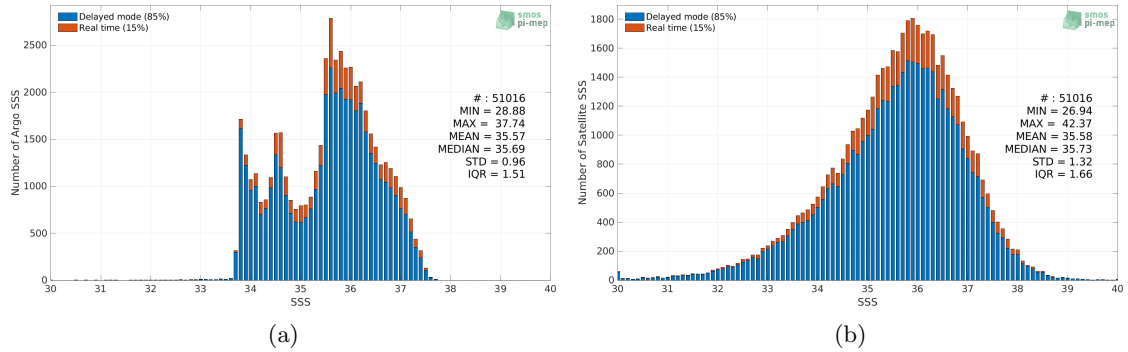 Delayed mode (85%)
Real time (15%)
smos
pi-mep
Number of Argo SSS
2500
2000
1500
1000
500
0
# : 51016
MIN = 28.88
MAX = 37.74
MEAN = 35.57
MEDIAN = 35.69
STD = 0.96
IQR = 1.51
30 31 32 33 34 35 36 37 38 39 40
SSS
(a)
Delayed mode (85%)
Real time (15%)
smos
pi-mep
Number of Satellite SSS
1800
1600
1400
1200
1000
800
600
400
200
0
# : 51016
MIN = 26.94
MAX = 42.37
MEAN = 35.58
MEDIAN = 35.73
STD = 1.32
IQR = 1.66
30 31 32 33 34 35 36 37 38 39 40
SSS
(b)